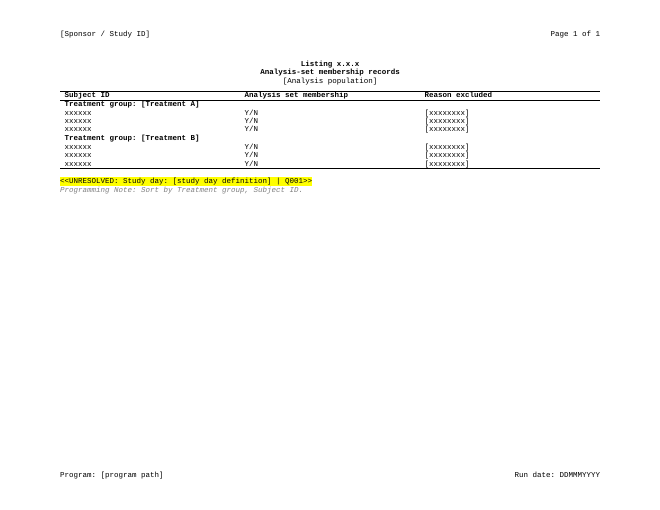 [Sponsor / Study ID] Page 1 of 1
Listing x.x.x
Analysis-set membership records
[Analysis population]
Subject ID Analysis set membership Reason excluded
Treatment group: [Treatment A]
xxxxxx Y/N [xxxxxxxx]
xxxxxx Y/N [xxxxxxxx]
xxxxxx Y/N [xxxxxxxx]
Treatment group: [Treatment B]
xxxxxx Y/N [xxxxxxxx]
xxxxxx Y/N [xxxxxxxx]
xxxxxx Y/N [xxxxxxxx]
<<UNRESOLVED: Study day: [study day definition] | Q001>>
Programming Note: Sort by Treatment group, Subject ID.
Program: [program path] Run date: DDMMMYYYY